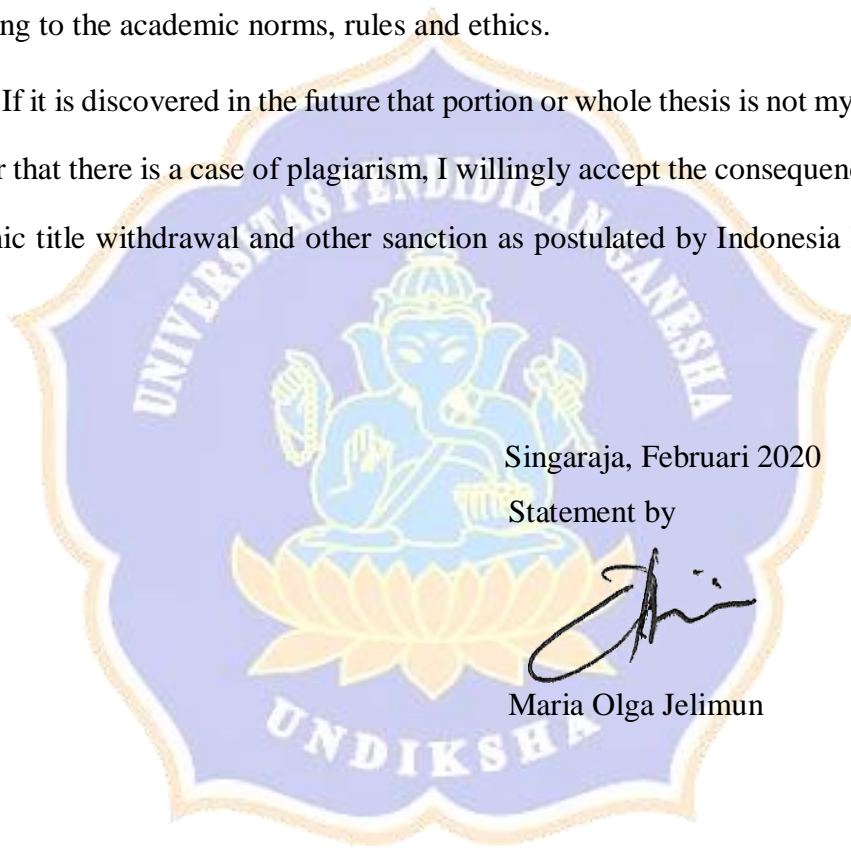 ng to the academic norms, rules and ethics.
If it is discovered in the future that portion or whole thesis is not my
r that there is a case of plagiarism, I willingly accept the consequen
ic title withdrawal and other sanction as postulated by Indonesia
UNIVERSITAS PENDIDIKAN GANESHA
Singaraja, Februari 2020
Statement by
Maria Olga Jelimun
UNDIKSHA